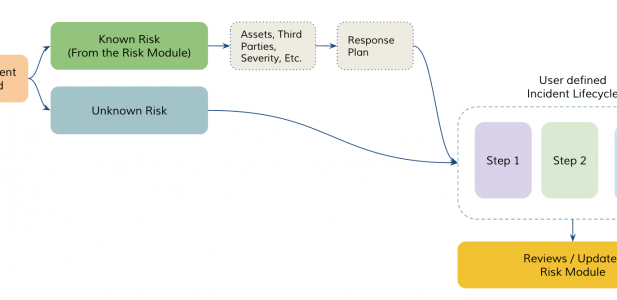 ent
d
Known Risk
(From the Risk Module)
Assets, Third
Parties,
Severity, Etc.
Response
Plan
Unknown Risk
User defined
Incident Lifecycle
Step 1
Step 2
Reviews / Update
Risk Module